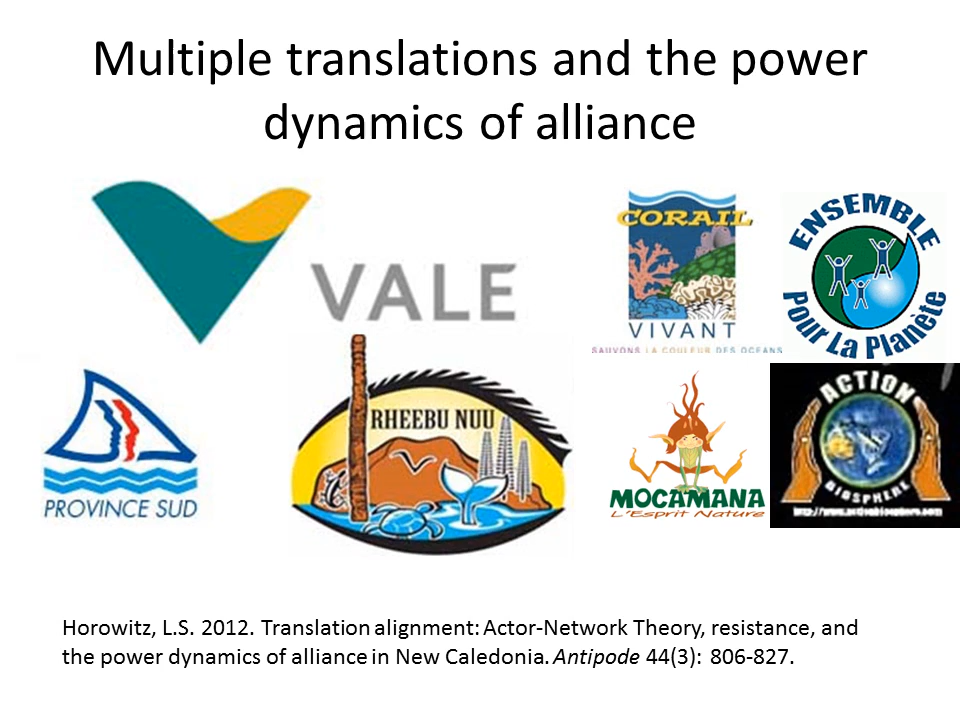 Multiple translations and the power
dynamics of alliance
VALE
CORAIL
VIVANT
SAUVONS LA COULEUR DES OCEANS
ENSEMBLE
Pour La Planète
PROVINCE SUD
RHEEBU NUU
MOCAMANA
L'Esprit Nature
ACTION
BIOSPHERE
Horowitz, L.S. 2012. Translation alignment: Actor-Network Theory, resistance, and
the power dynamics of alliance in New Caledonia. Antipode 44(3): 806-827.